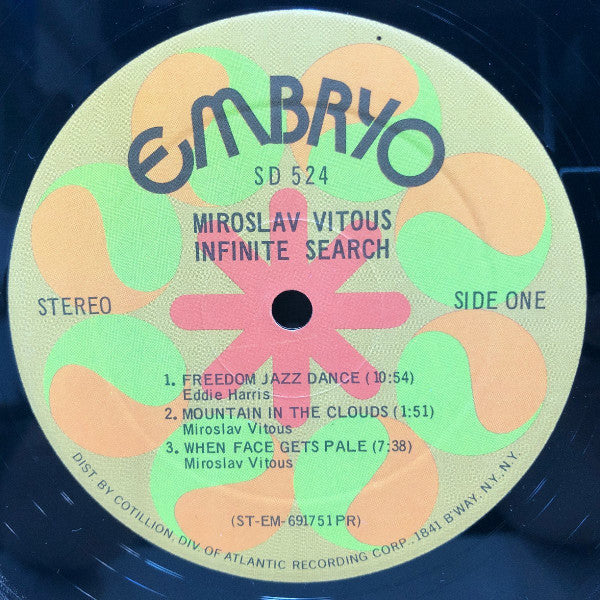 EMBRYO
SD 524
MIROSLAV VITOUS
INFINITE SEARCH
STEREO
SIDE ONE
1. FREEDOM JAZZ DANCE (10:54)
Eddie Harris
2. MOUNTAIN IN THE CLOUDS (1:51)
Miroslav Vitous
3. WHEN FACE GETS PALE (7:38)
Miroslav Vitous
(ST-EM-691751 PR)
DIST. BY COTILLION, DIV. OF ATLANTIC RECORDING CORP., 1841 B'WAY, N.Y. N.Y.